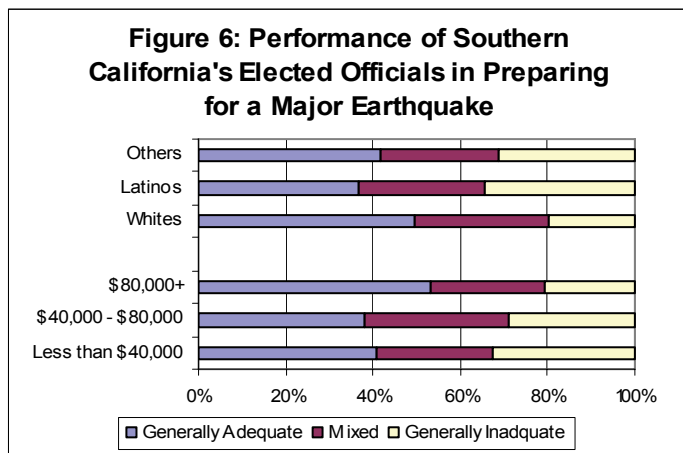 Figure 6: Performance of Southern
California's Elected Officials in Preparing
for a Major Earthquake
Others
Latinos
Whites
$80,000+
$40,000 - $80,000
Less than $40,000
0% 20% 40% 60% 80% 100%
Generally Adequate Mixed Generally Inadquate